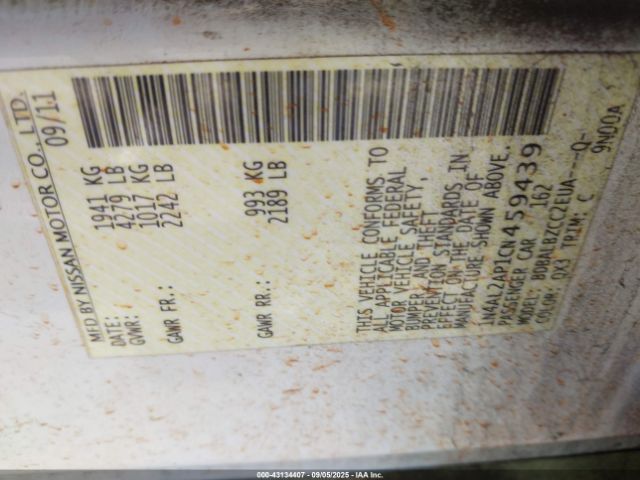 MFD BY NISSAN MOTOR CO., LTD.
DATE: 09/11
GVWR: 1941 KG
4279 LB
GAWR FR.: 1017 KG
2242 LB
GAWR RR.: 993 KG
2189 LB
THIS VEHICLE CONFORMS TO
ALL APPLICABLE FEDERAL
MOTOR VEHICLE SAFETY,
BUMPER, AND THEFT
PREVENTION STANDARDS IN
EFFECT ON THE DATE OF
MANUFACTURE SHOWN ABOVE.
1N4AL2AP1CN459439
PASSENGER CAR 162
MODEL: BDRALBZCCZEUA---Q-
COLOR: QX3 TRIM: C 9N00A
000-43134407 - 09/05/2025 - IAA Inc.